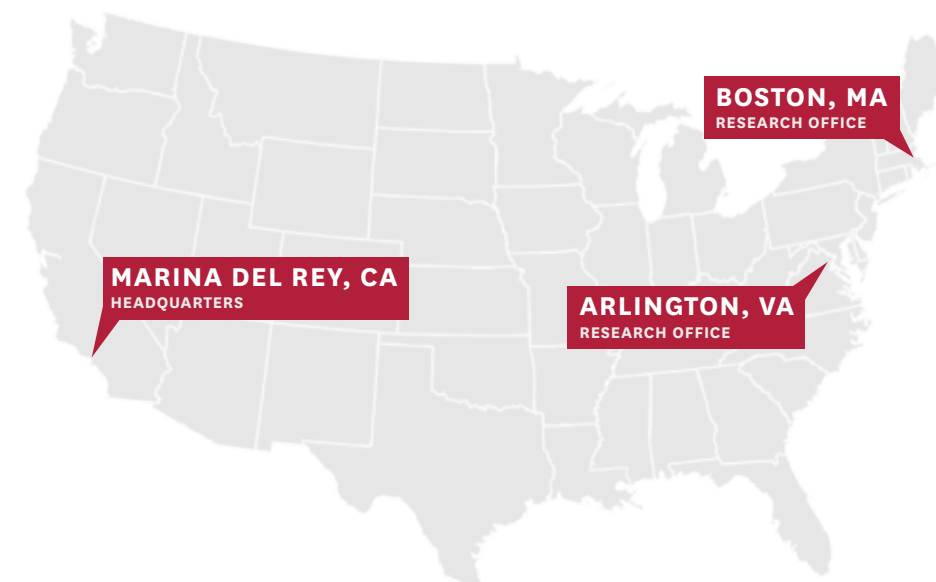 BOSTON, MA
RESEARCH OFFICE
MARINA DEL REY, CA
HEADQUARTERS
ARLINGTON, VA
RESEARCH OFFICE